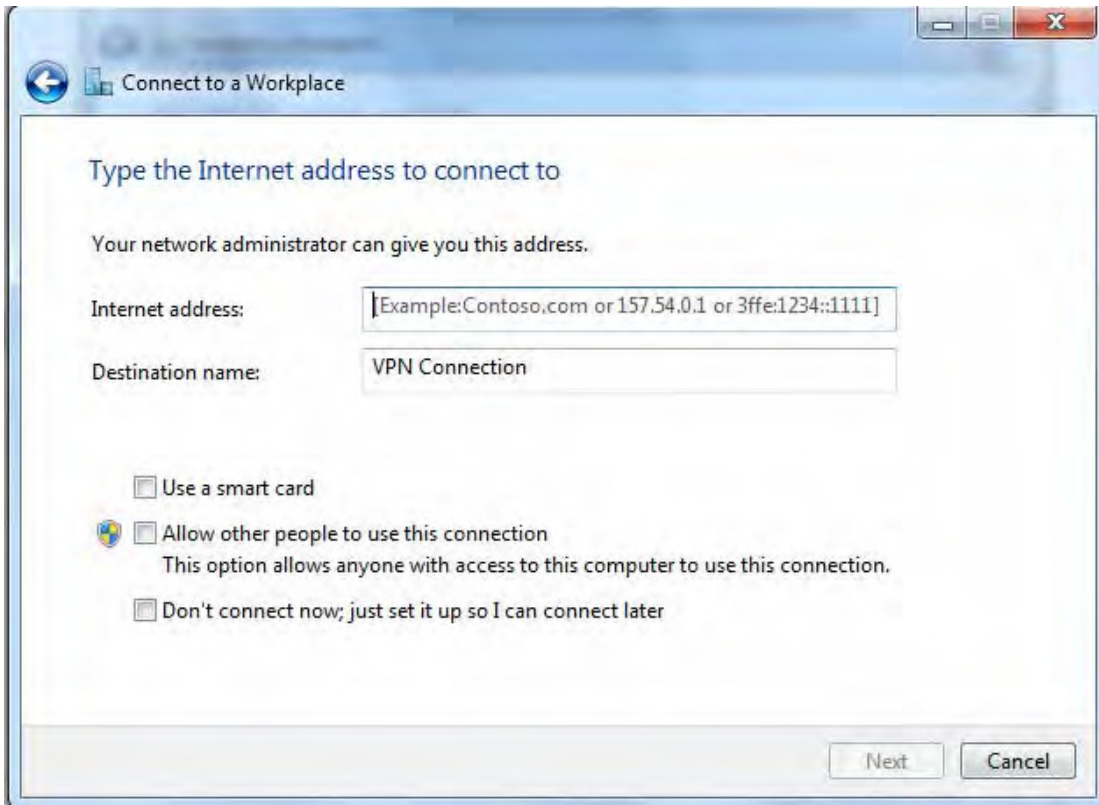 Connect to a Workplace
Type the Internet address to connect to
Your network administrator can give you this address.
Internet address:
[Example:Contoso.com or 157.54.0.1 or 3ffe:1234::1111]
Destination name:
VPN Connection
Use a smart card
Allow other people to use this connection
This option allows anyone with access to this computer to use this connection.
Don't connect now; just set it up so I can connect later
Next
Cancel